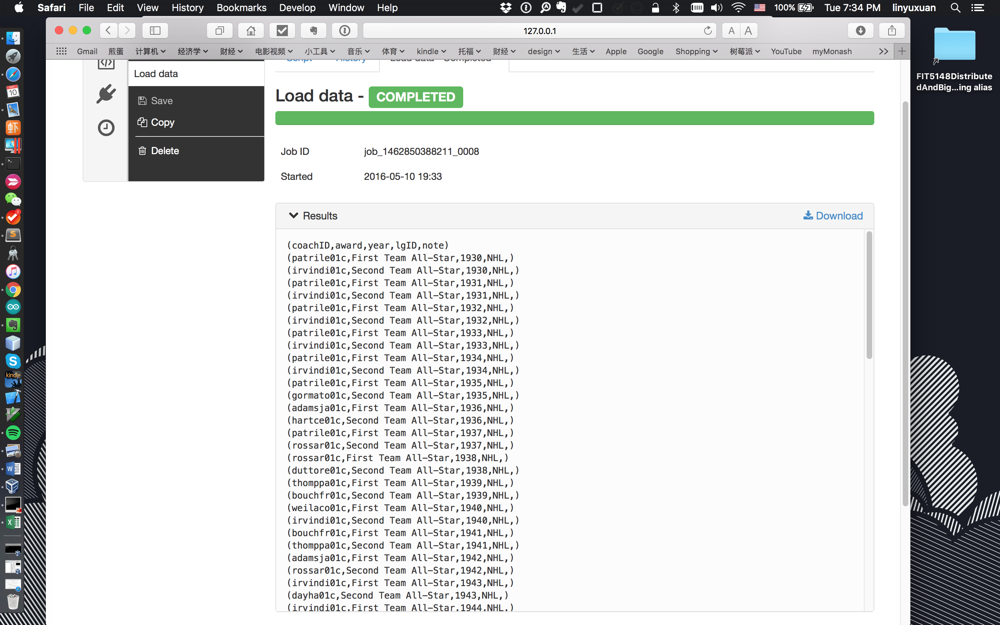 Safari File Edit View History Bookmarks Develop Window Help 100% Tue 7:34 PM linyuxuan
127.0.0.1 A A
Gmail 煎蛋 计算机 经济学 财经 电影视频 小工具 音乐 体育 kindle 托福 财经 design 生活 Apple Google Shopping 树莓派 YouTube myMonash >>
FIT5148Distribute
dAndBig...ing alias
Script History Load data - Completed
Load data
Save
Copy
Delete
Load data - COMPLETED
Job ID job_1462850388211_0008
Started 2016-05-10 19:33
Results Download
(coachID,award,year,lgID,note)
(patrile01c,First Team All-Star,1930,NHL,)
(irvindi01c,Second Team All-Star,1930,NHL,)
(patrile01c,First Team All-Star,1931,NHL,)
(irvindi01c,Second Team All-Star,1931,NHL,)
(patrile01c,First Team All-Star,1932,NHL,)
(irvindi01c,Second Team All-Star,1932,NHL,)
(patrile01c,First Team All-Star,1933,NHL,)
(irvindi01c,Second Team All-Star,1933,NHL,)
(patrile01c,First Team All-Star,1934,NHL,)
(irvindi01c,Second Team All-Star,1934,NHL,)
(patrile01c,First Team All-Star,1935,NHL,)
(gormato01c,Second Team All-Star,1935,NHL,)
(adamsja01c,First Team All-Star,1936,NHL,)
(hartce01c,Second Team All-Star,1936,NHL,)
(patrile01c,First Team All-Star,1937,NHL,)
(rossar01c,Second Team All-Star,1937,NHL,)
(rossar01c,First Team All-Star,1938,NHL,)
(duttore01c,Second Team All-Star,1938,NHL,)
(thomppa01c,First Team All-Star,1939,NHL,)
(bouchfr01c,Second Team All-Star,1939,NHL,)
(weilaco01c,First Team All-Star,1940,NHL,)
(irvindi01c,Second Team All-Star,1940,NHL,)
(bouchfr01c,First Team All-Star,1941,NHL,)
(thomppa01c,Second Team All-Star,1941,NHL,)
(adamsja01c,First Team All-Star,1942,NHL,)
(rossar01c,Second Team All-Star,1942,NHL,)
(irvindi01c,First Team All-Star,1943,NHL,)
(dayha01c,Second Team All-Star,1943,NHL,)
(irvindi01c,First Team All-Star,1944,NHL,)
MAY
10
虾
2
S
S
kindle
W
X